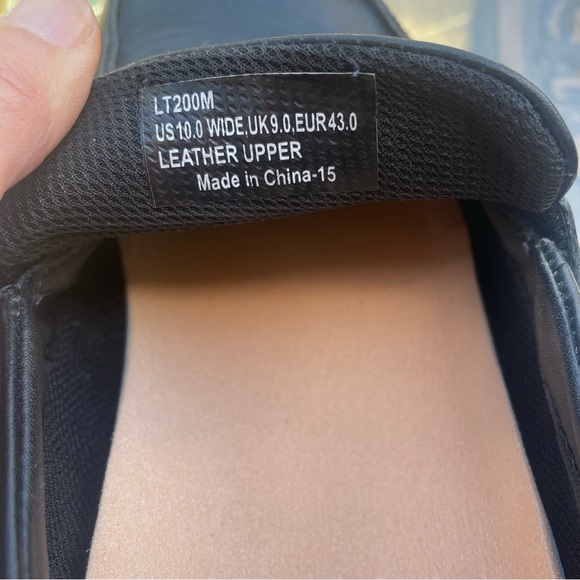 LT200M
US10.0 WIDE,UK9.0,EUR43.0
LEATHER UPPER
Made in China-15